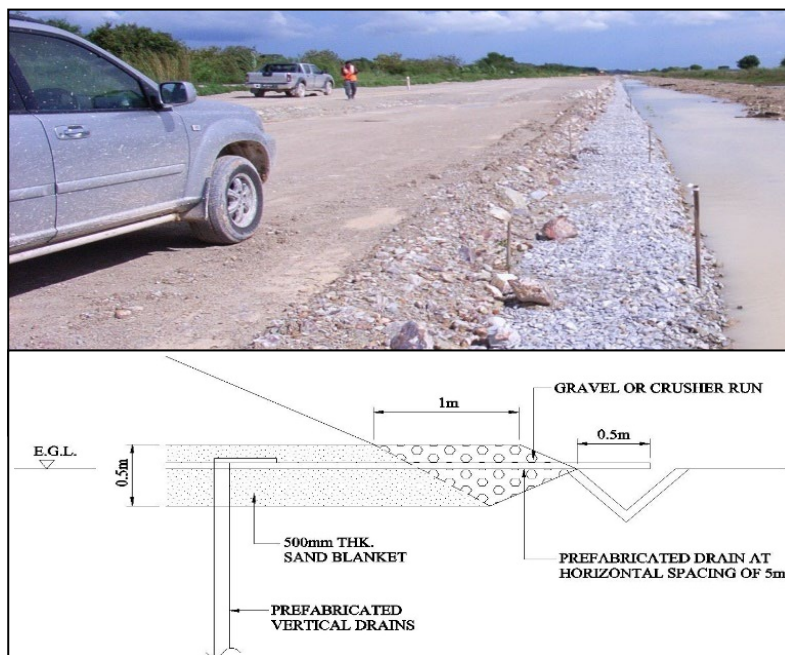 GRAVEL OR CRUSHER RUN
1m
0.5m
E.G.L.
0.5m
500mm THK.
SAND BLANKET
PREFABRICATED DRAIN AT
HORIZONTAL SPACING OF 5m
PREFABRICATED
VERTICAL DRAINS